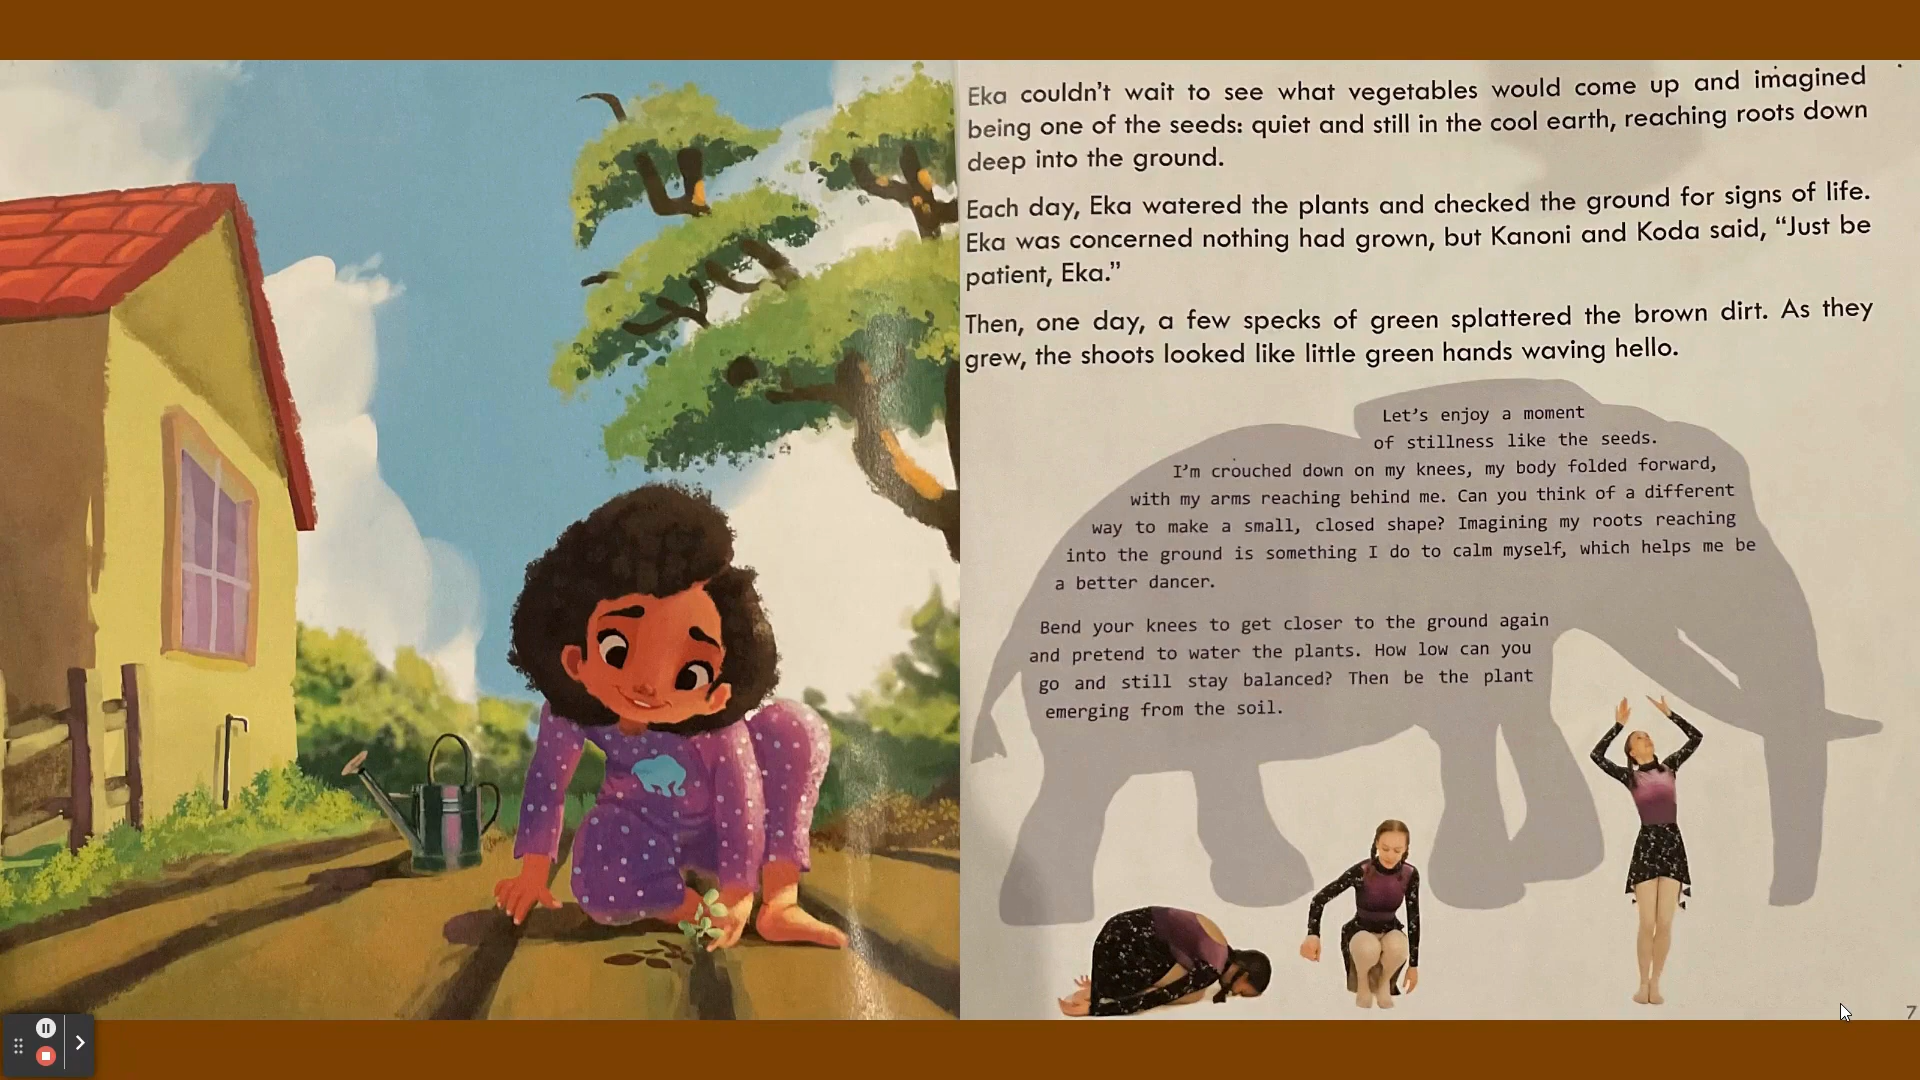 Eka couldn't wait to see what vegetables would come up and imagined
being one of the seeds: quiet and still in the cool earth, reaching roots down
deep into the ground.
Each day, Eka watered the plants and checked the ground for signs of life.
Eka was concerned nothing had grown, but Kanoni and Koda said, “Just be
patient, Eka.”
Then, one day, a few specks of green splattered the brown dirt. As they
grew, the shoots looked like little green hands waving hello.
Let's enjoy a moment
of stillness like the seeds.
I'm crouched down on my knees, my body folded forward,
with my arms reaching behind me. Can you think of a different
way to make a small, closed shape? Imagining my roots reaching
into the ground is something I do to calm myself, which helps me be
a better dancer.
Bend your knees to get closer to the ground again
and pretend to water the plants. How low can you
go and still stay balanced? Then be the plant
emerging from the soil.
7